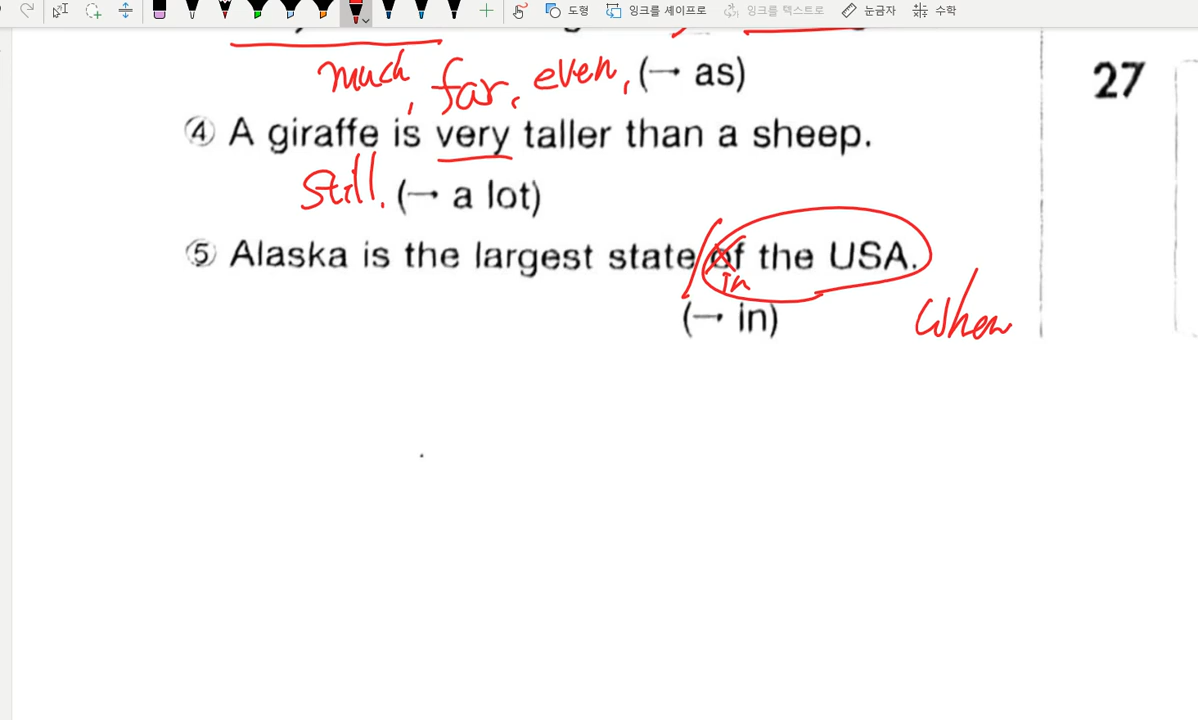 도형 잉크를 셰이프로 잉크를 텍스트로 눈금자 수학
much, far, even, (→ as)
27
④ A giraffe is very taller than a sheep.
still. (→ a lot)
⑤ Alaska is the largest state of the USA.
in
(→ in)